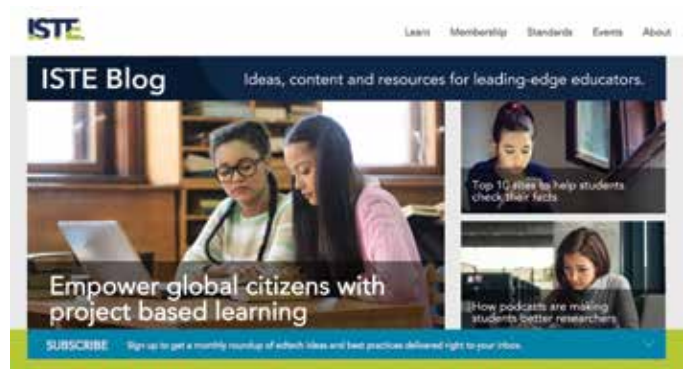 ISTE
Learn Membership Standards Events About
ISTE Blog
Ideas, content and resources for leading-edge educators.
Top 10 sites to help students
check their facts
Empower global citizens with
project based learning
How podcasts are making
students better researchers
SUBSCRIBE Sign up to get a monthly roundup of edtech ideas and best practices delivered right to your inbox.